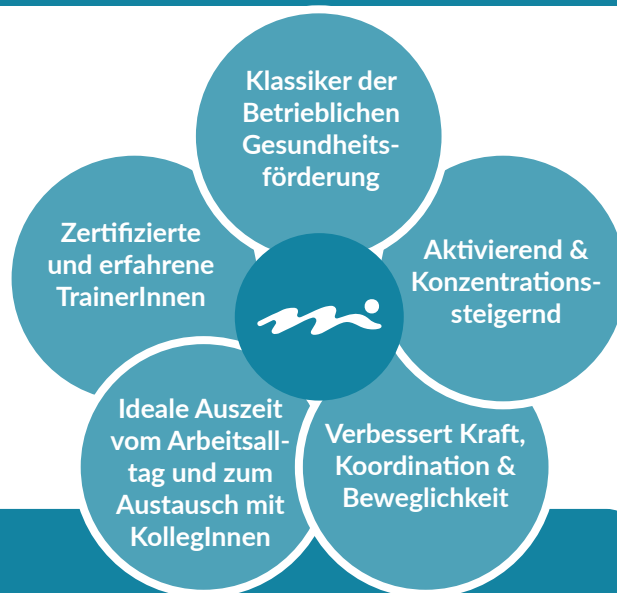 Klassiker der
Betrieblichen
Gesundheits-
förderung
Zertifizierte
und erfahrene
TrainerInnen
Aktivierend &
Konzentrations-
steigernd
Ideale Auszeit
vom Arbeitsall-
tag und zum
Austausch mit
KollegInnen
Verbessert Kraft,
Koordination &
Beweglichkeit